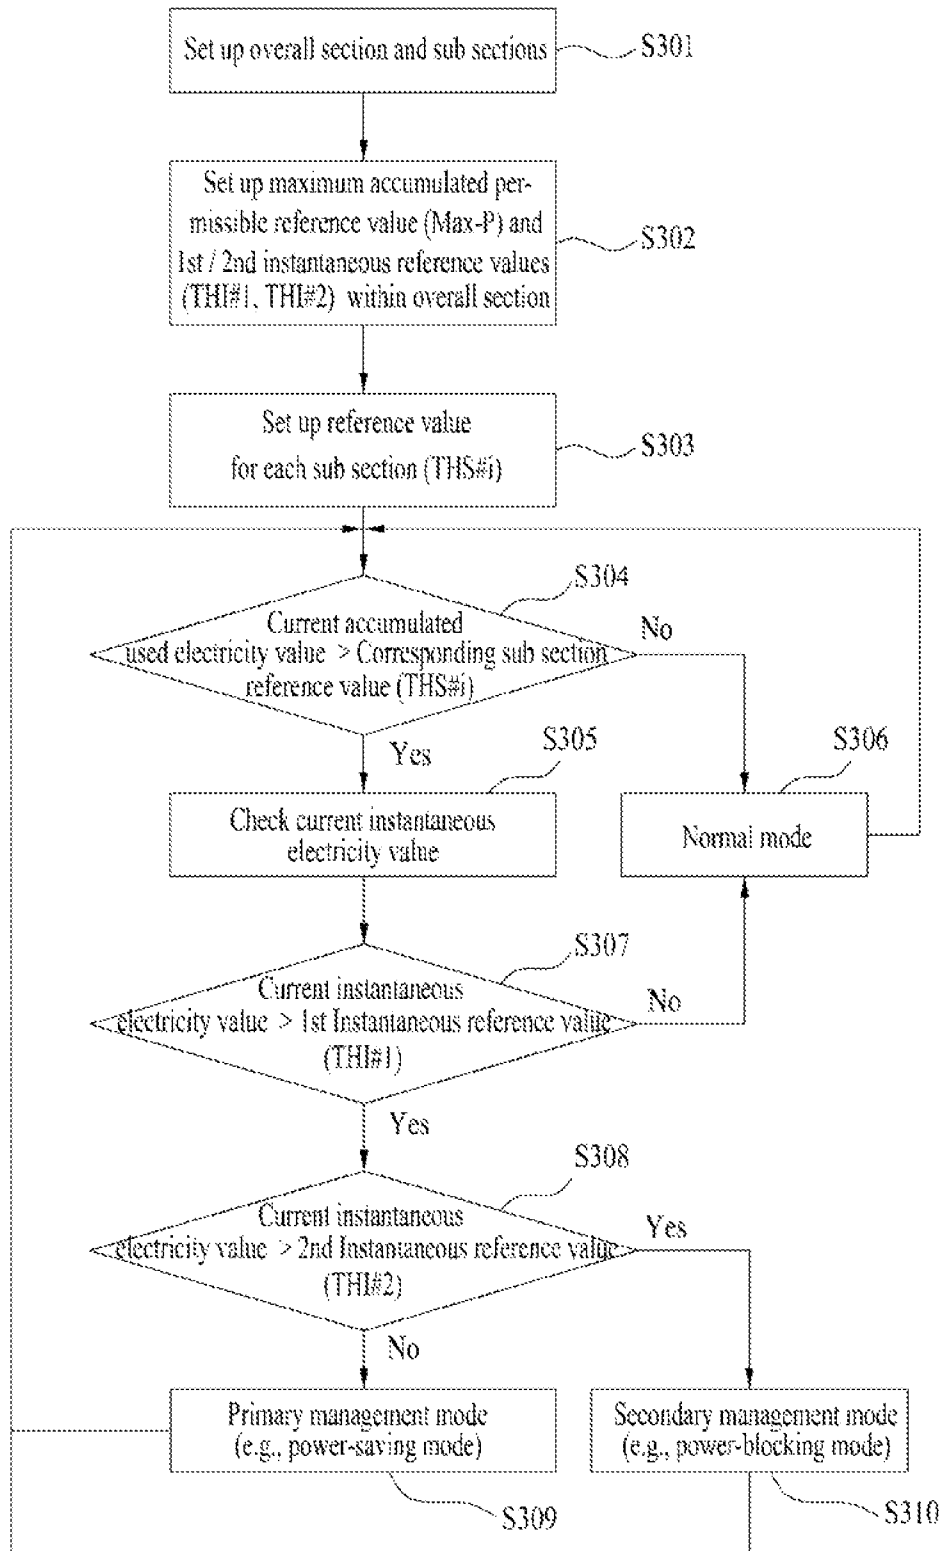 Set up overall section and sub sections
S301
Set up maximum accumulated per-
missible reference value (Max-P) and
1st / 2nd instantaneous reference values
(THI#1, THI#2) within overall section
S302
Set up reference value
for each sub section (THS#i)
S303
S304
Current accumulated
used electricity value > Corresponding sub section
reference value (THS#i)
No
Yes
S305
S306
Check current instantaneous
electricity value
Normal mode
S307
Current instantaneous
electricity value > 1st Instantaneous reference value
(THI#1)
No
Yes
S308
Current instantaneous
electricity value > 2nd Instantaneous reference value
(THI#2)
Yes
No
Primary management mode
(e.g., power-saving mode)
Secondary management mode
(e.g., power-blocking mode)
S309
S310